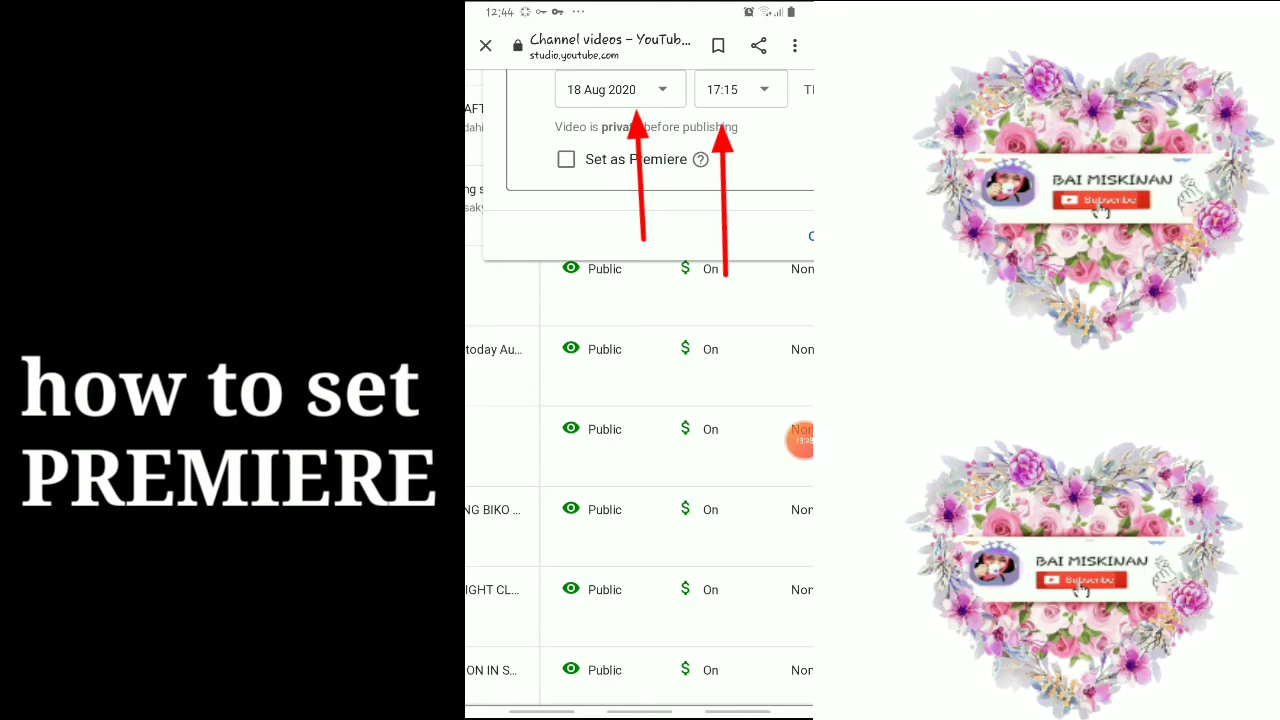 how to set
PREMIERE
12:44
Channel videos – YouTub...
studio.youtube.com
18 Aug 2020
17:15
Video is private before publishing
Set as Premiere
Public
$ On
Public
$ On
today Au...
Public
$ On
NG BIKO ...
Public
$ On
IGHT CL...
Public
$ On
ON IN S...
Public
$ On
BAI MISKINAN
Subscribe
BAI MISKINAN
Subscribe